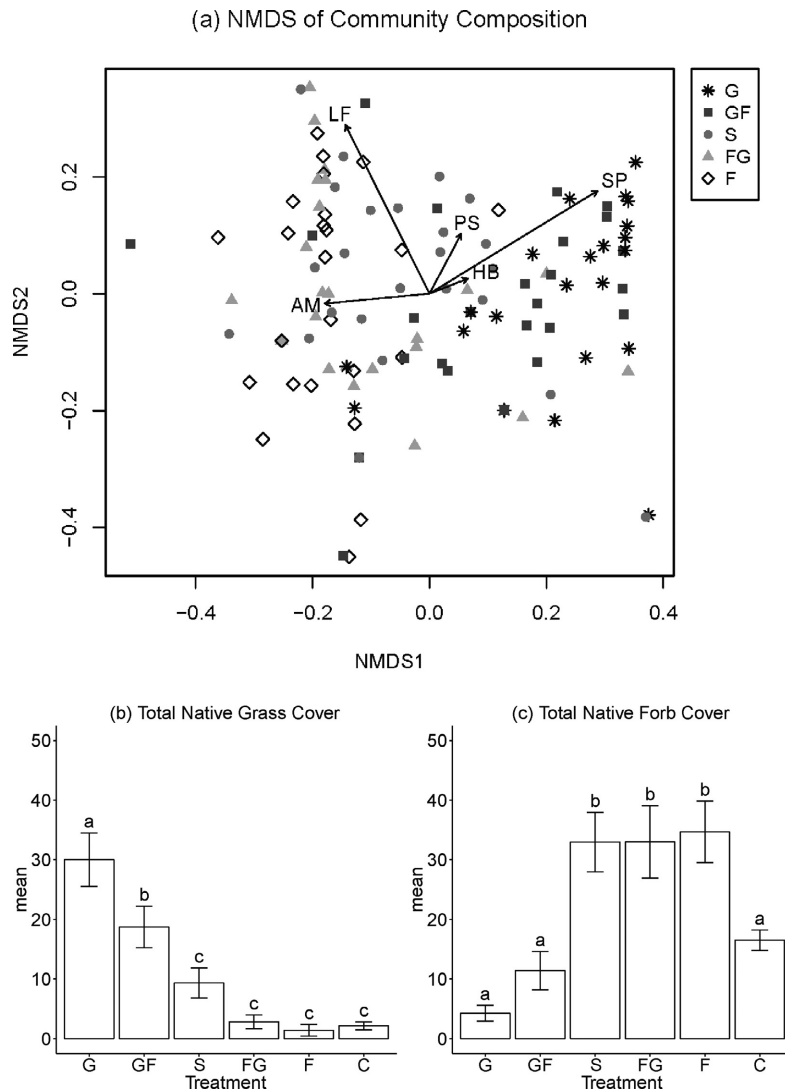 (a) NMDS of Community Composition
G
GF
S
FG
F
LF
SP
PS
HB
AM
0.2
0.0
−0.2
−0.4
NMDS2
−0.4
−0.2
0.0
0.2
0.4
NMDS1
(b) Total Native Grass Cover
50
40
30
20
10
0
mean
a
b
c
c
c
c
G
GF
S
FG
F
C
Treatment
(c) Total Native Forb Cover
50
40
30
20
10
0
mean
a
a
b
b
b
a
G
GF
S
FG
F
C
Treatment